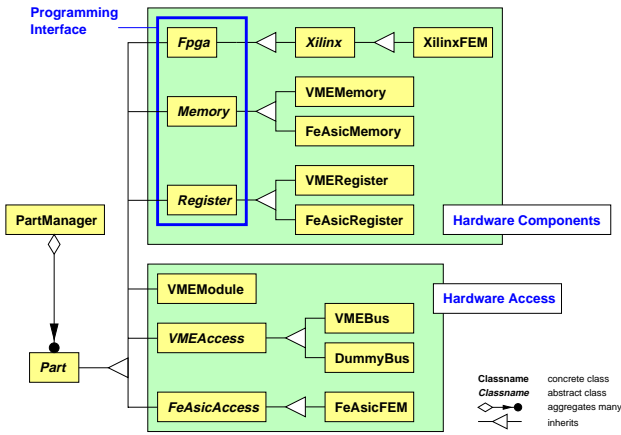 Programming
Interface
Fpga
Xilinx
XilinxFEM
VMEMemory
Memory
FeAsicMemory
VMERegister
Register
FeAsicRegister
PartManager
Hardware Components
VMEModule
Hardware Access
VMEBus
VMEAccess
DummyBus
Part
FeAsicAccess
FeAsicFEM
Classname concrete class
Classname abstract class
aggregates many
inherits